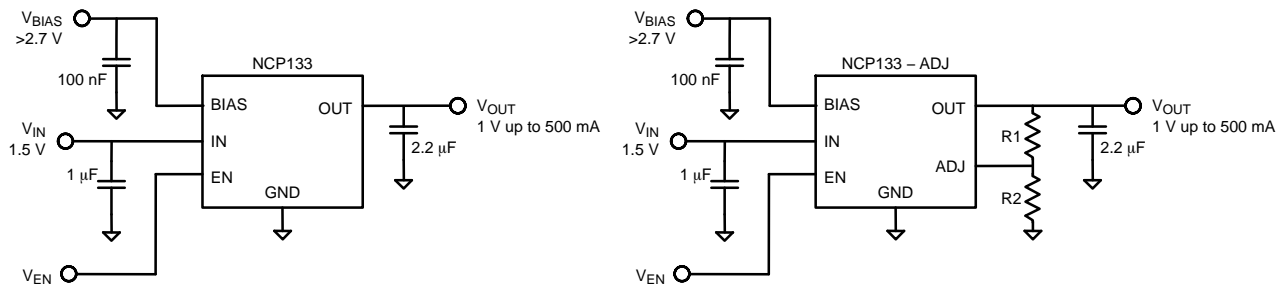 VBIAS
>2.7 V
100 nF
NCP133
BIAS
OUT
VOUT
1 V up to 500 mA
VIN
1.5 V
IN
2.2 μF
1 μF
EN
GND
VEN
VBIAS
>2.7 V
100 nF
NCP133 – ADJ
BIAS
OUT
VOUT
1 V up to 500 mA
R1
VIN
1.5 V
IN
2.2 μF
ADJ
1 μF
EN
R2
GND
VEN